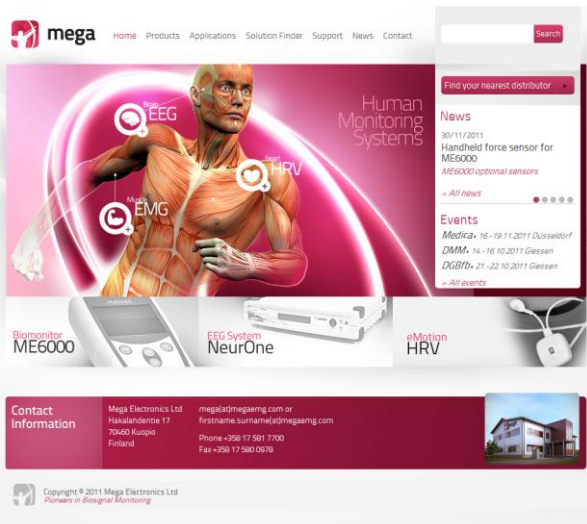 mega
Home Products Applications Solution Finder Support News Contact
Search
Find your nearest distributor
Human
Monitoring
Systems
Brain
EEG
heart
HRV
Muscle
EMG
News
30/11/2011
Handheld force sensor for
ME6000
ME6000 optional sensors
» All news
Events
Medica, 16.-19.11.2011 Düsseldorf
DMM, 14.-16.10.2011 Giessen
DGBfb, 21.-22.10.2011 Giessen
» All events
Biomonitor
ME6000
EEG System
NeurOne
eMotion
HRV
Contact
Information
Mega Electronics Ltd
Hakalahdentie 17
70460 Kuopio
Finland
mega(at)megaemg.com or
firstname.surname(at)megaemg.com
Phone +358 17 581 7700
Fax +358 17 580 0978
Copyright © 2011 Mega Electronics Ltd
Pioneers in Biosignal Monitoring